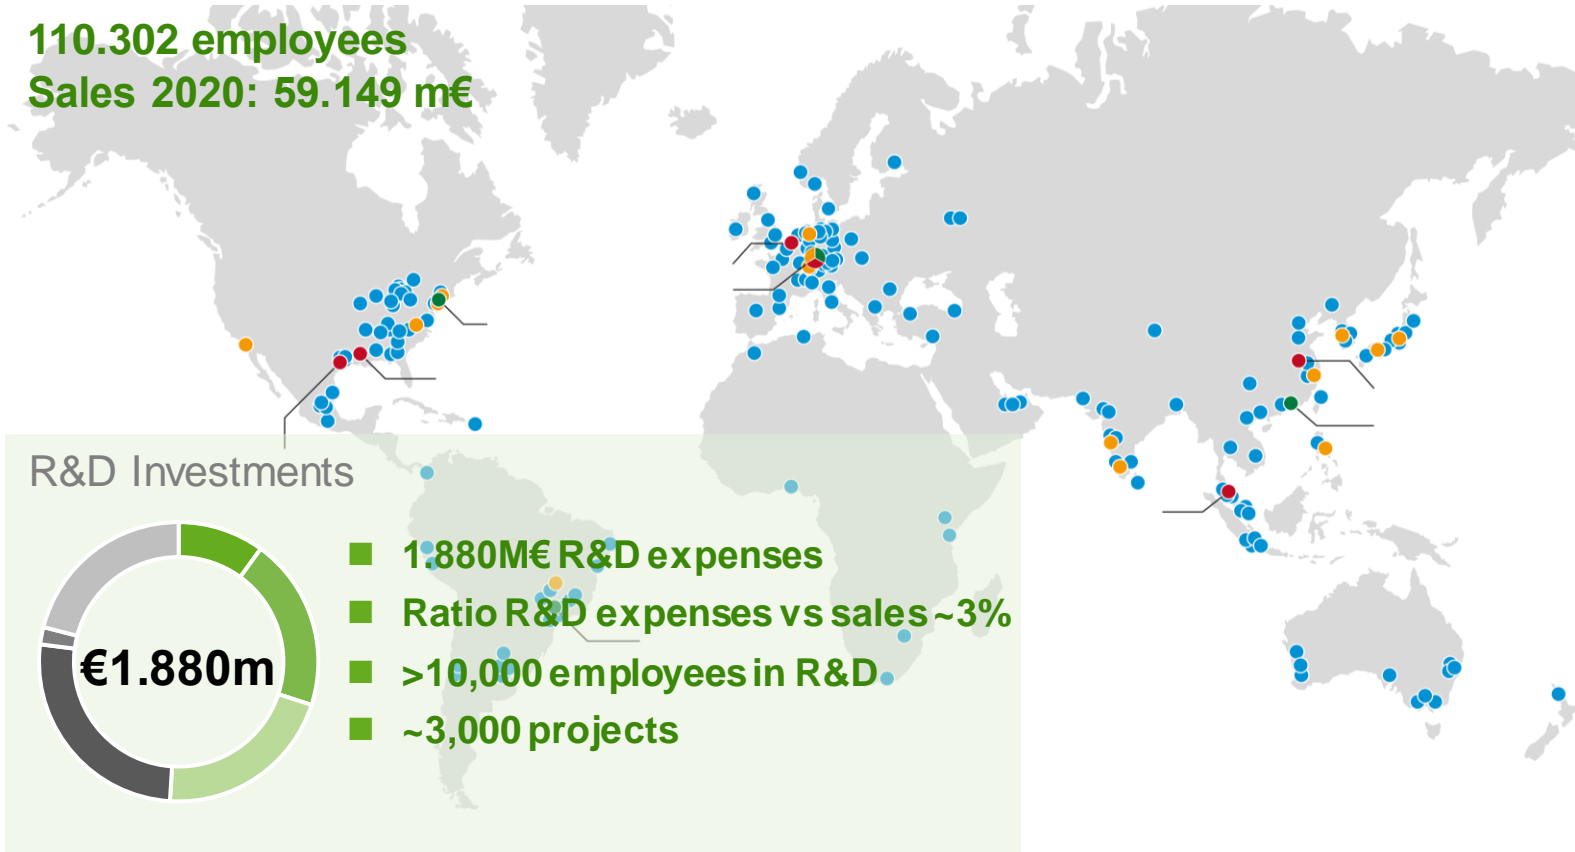 110.302 employees
Sales 2020: 59.149 m€
R&D Investments
€1.880m
■ 1.880M€ R&D expenses
■ Ratio R&D expenses vs sales ~3%
■ >10,000 employees in R&D
■ ~3,000 projects